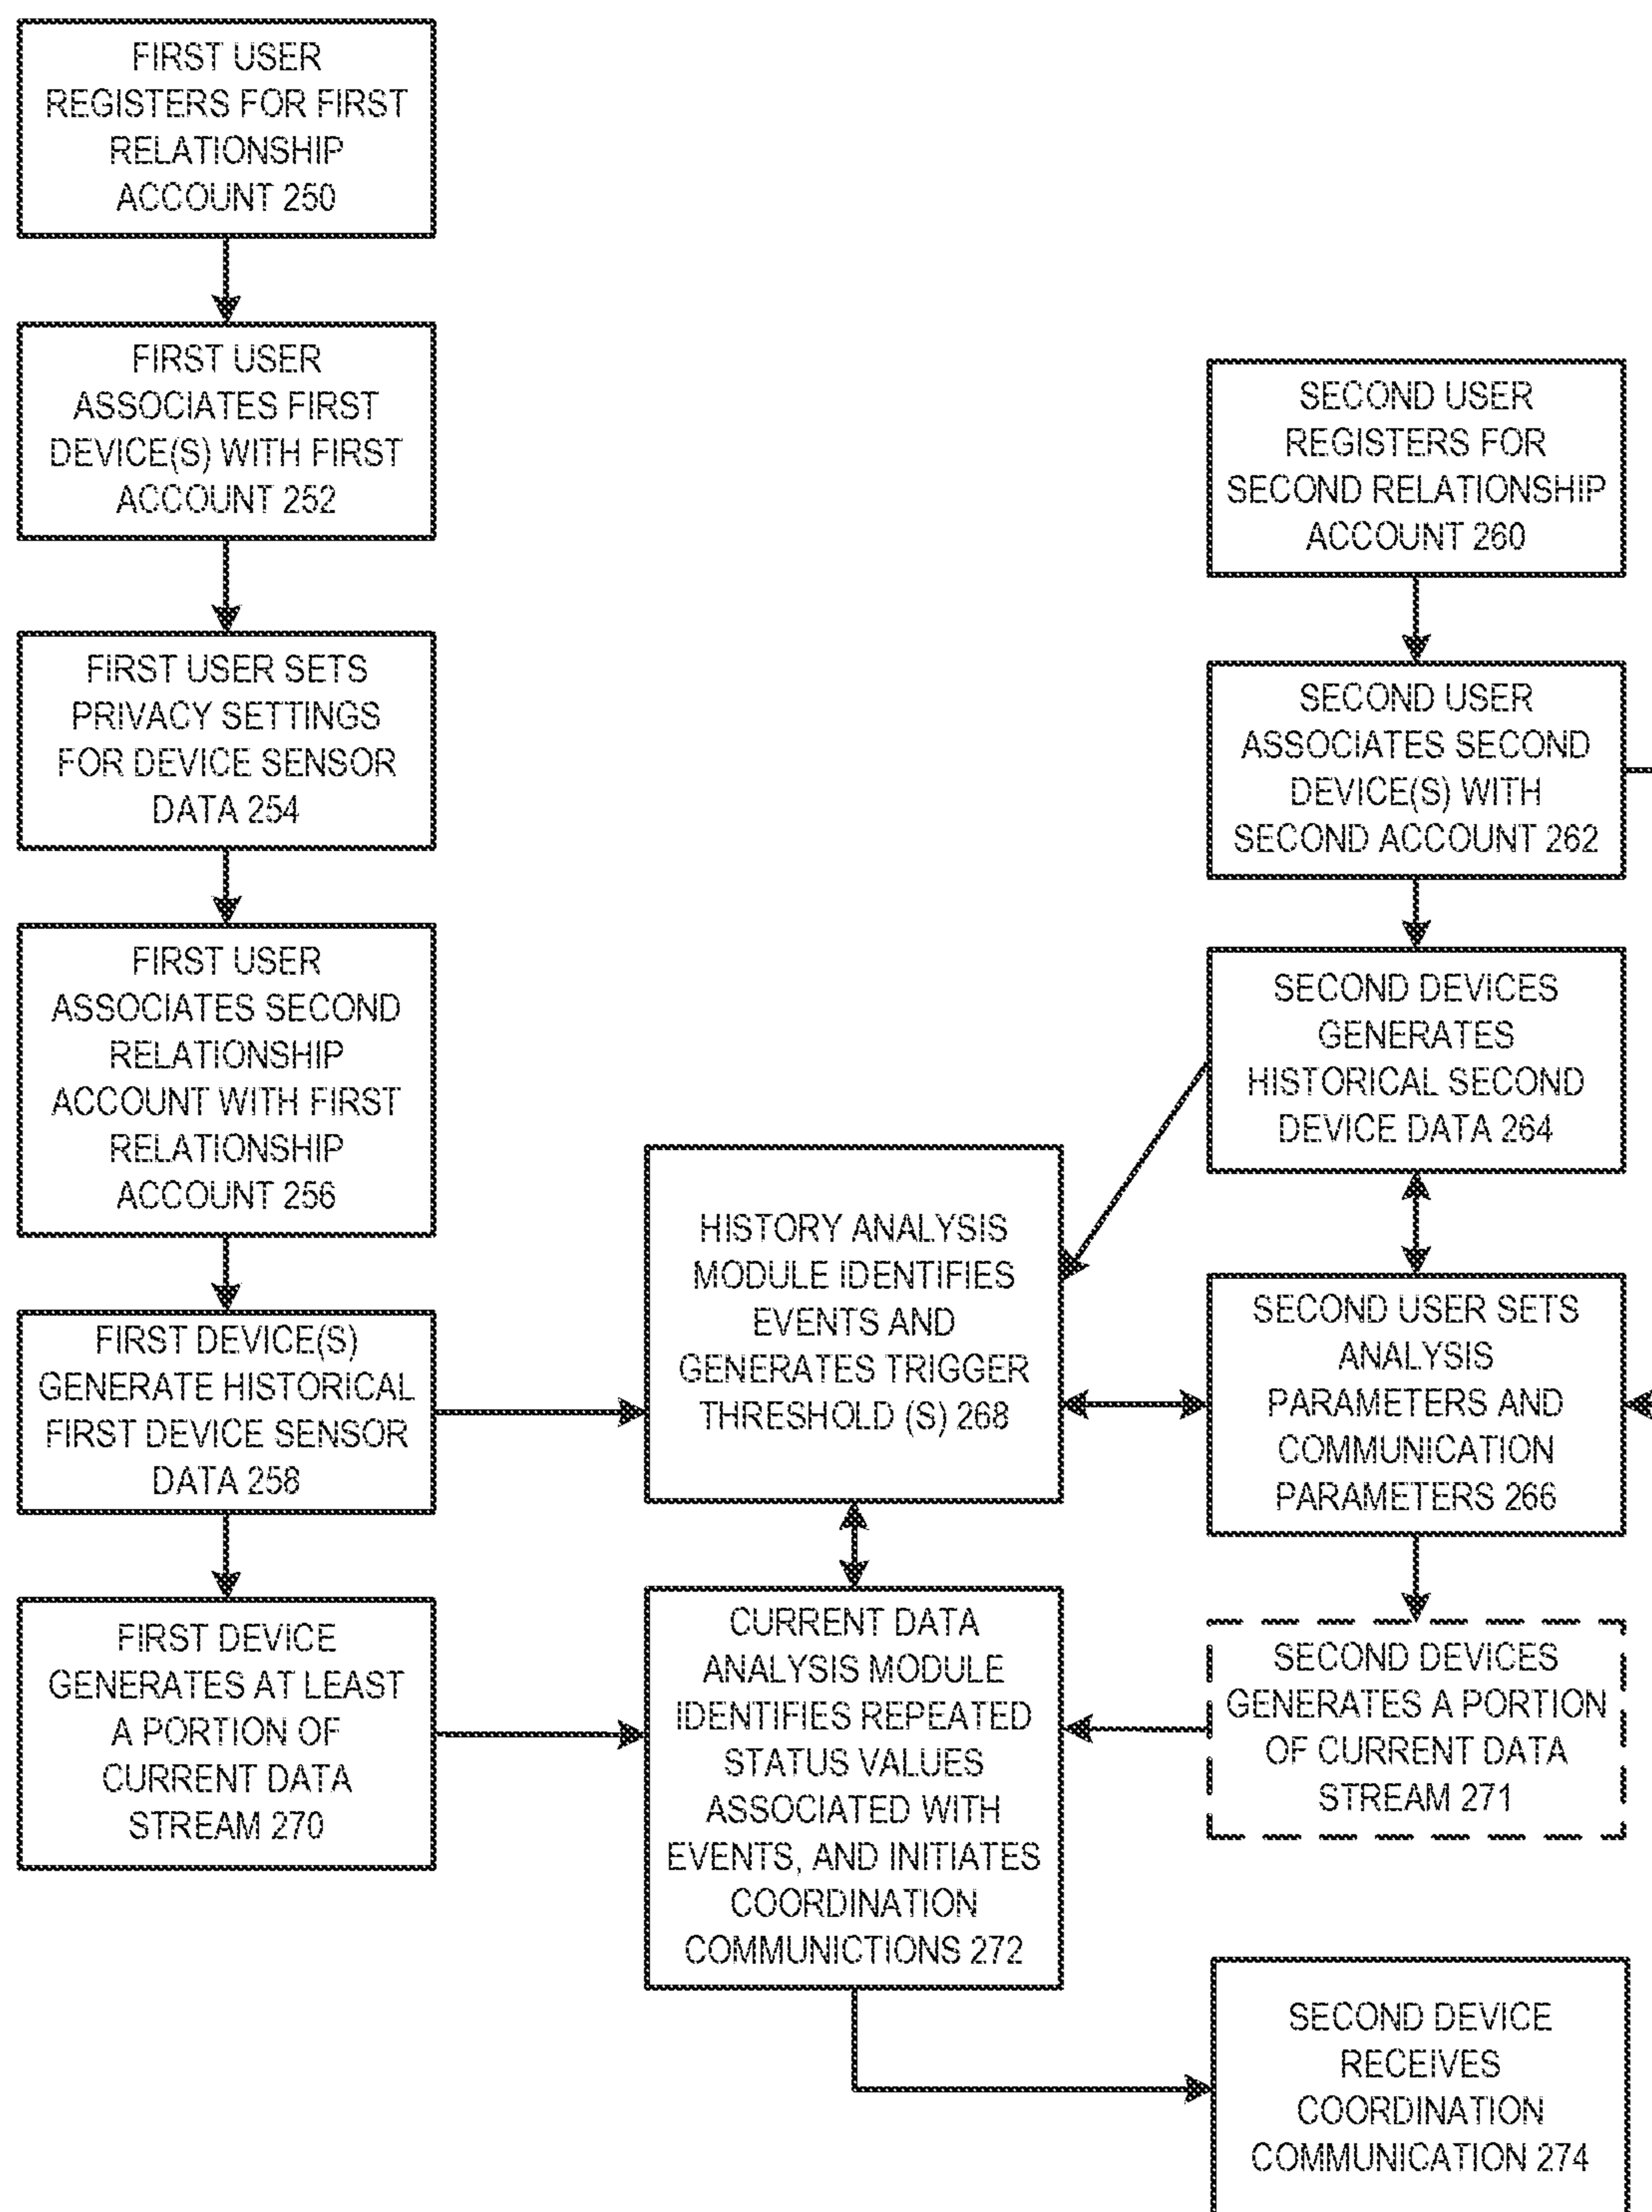 FIRST USER
REGISTERS FOR FIRST
RELATIONSHIP
ACCOUNT 250
FIRST USER
ASSOCIATES FIRST
DEVICE(S) WITH FIRST
ACCOUNT 252
FIRST USER SETS
PRIVACY SETTINGS
FOR DEVICE SENSOR
DATA 254
FIRST USER
ASSOCIATES SECOND
RELATIONSHIP
ACCOUNT WITH FIRST
RELATIONSHIP
ACCOUNT 256
FIRST DEVICE(S)
GENERATE HISTORICAL
FIRST DEVICE SENSOR
DATA 258
FIRST DEVICE
GENERATES AT LEAST
A PORTION OF
CURRENT DATA
STREAM 270
HISTORY ANALYSIS
MODULE IDENTIFIES
EVENTS AND
GENERATES TRIGGER
THRESHOLD (S) 268
CURRENT DATA
ANALYSIS MODULE
IDENTIFIES REPEATED
STATUS VALUES
ASSOCIATED WITH
EVENTS, AND INITIATES
COORDINATION
COMMUNICTIONS 272
SECOND USER
REGISTERS FOR
SECOND RELATIONSHIP
ACCOUNT 260
SECOND USER
ASSOCIATES SECOND
DEVICE(S) WITH
SECOND ACCOUNT 262
SECOND DEVICES
GENERATES
HISTORICAL SECOND
DEVICE DATA 264
SECOND USER SETS
ANALYSIS
PARAMETERS AND
COMMUNICATION
PARAMETERS 266
SECOND DEVICES
GENERATES A PORTION
OF CURRENT DATA
STREAM 271
SECOND DEVICE
RECEIVES
COORDINATION
COMMUNICATION 274